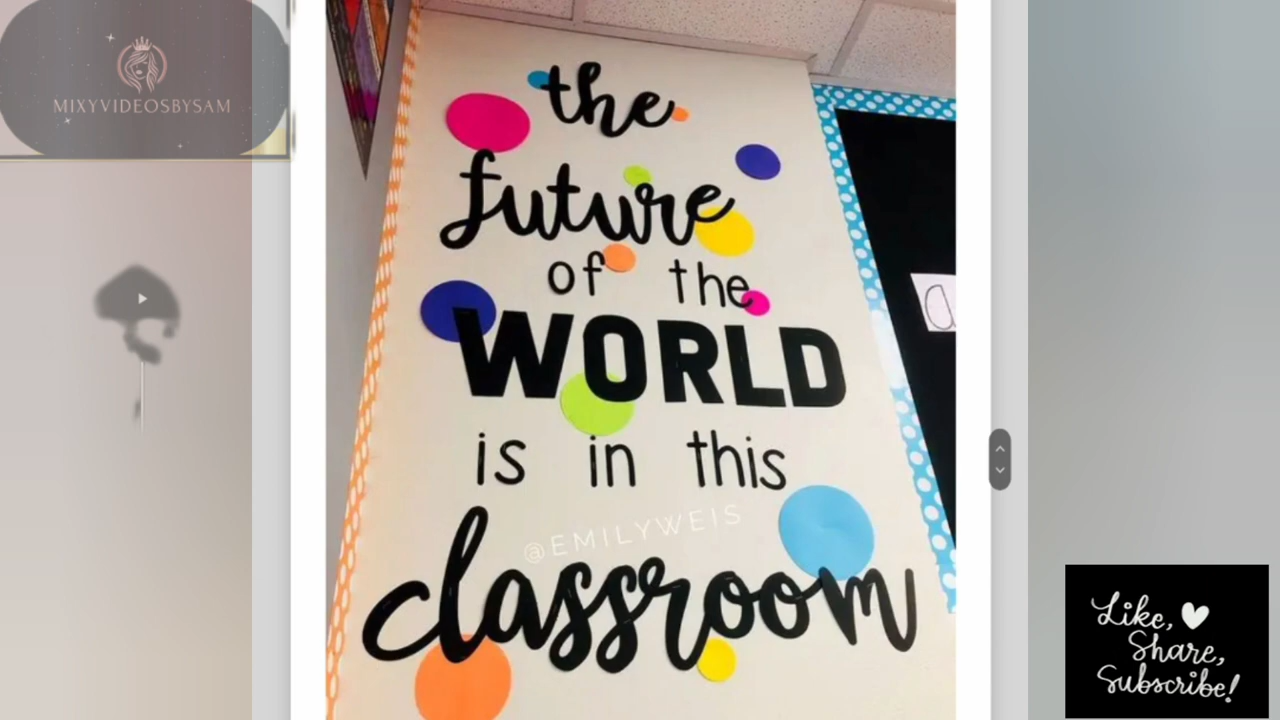 MIXYVIDEOSBYSAM
the
future
of the
WORLD
is in this
@EMILYWEIS
classroom
a
Like,
Share,
Subscribe!